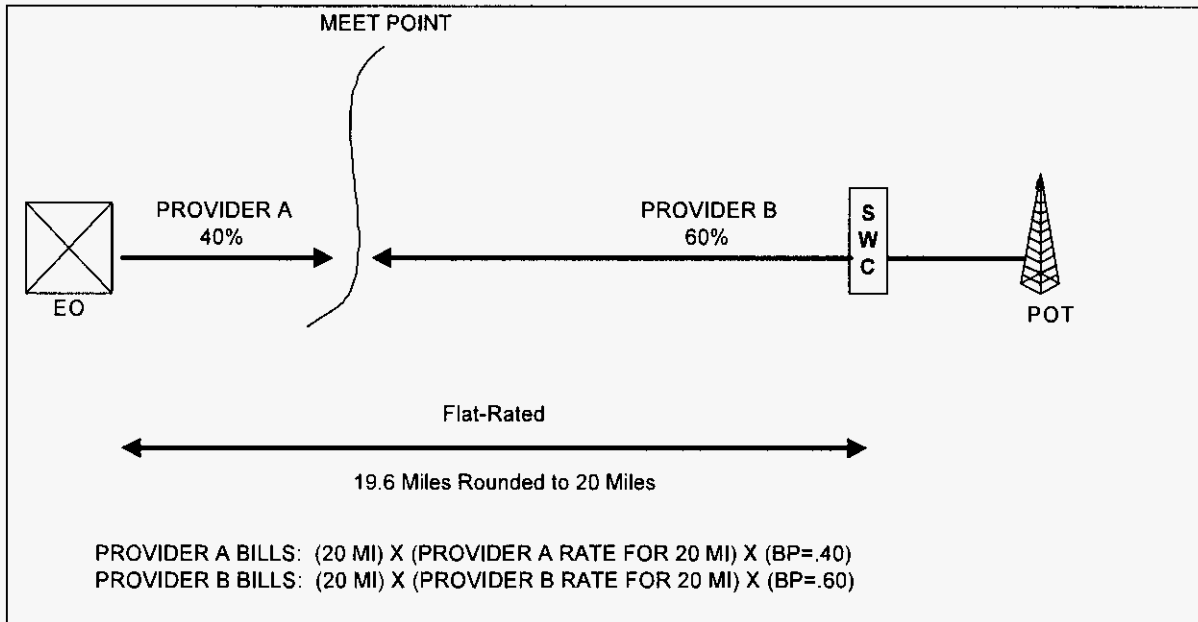 MEET POINT
PROVIDER A
40%
PROVIDER B
60%
S
W
C
EO
POT
Flat-Rated
19.6 Miles Rounded to 20 Miles
PROVIDER A BILLS: (20 MI) X (PROVIDER A RATE FOR 20 MI) X (BP=.40)
PROVIDER B BILLS: (20 MI) X (PROVIDER B RATE FOR 20 MI) X (BP=.60)